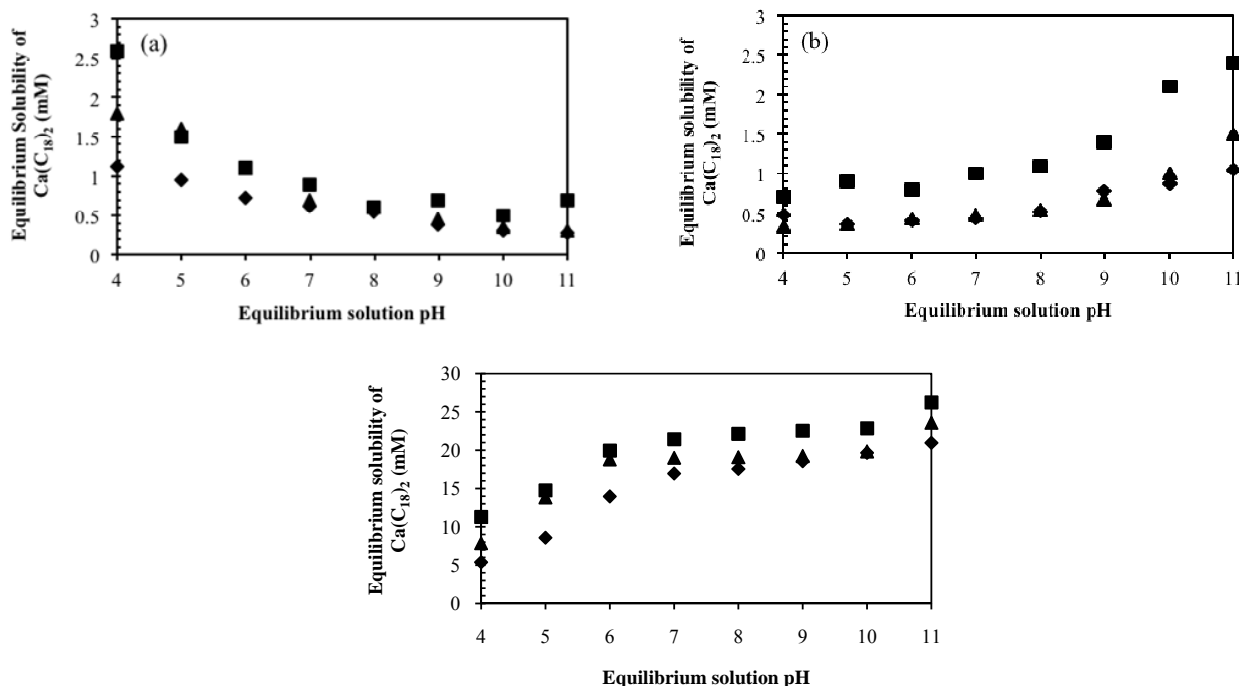 (a)
Equilibrium Solubility of
Ca(C₁₈)₂ (mM)
3
2.5
2
1.5
1
0.5
0
4 5 6 7 8 9 10 11
Equilibrium solution pH
(b)
Equilibrium solubility of
Ca(C₁₈)₂ (mM)
3
2.5
2
1.5
1
0.5
0
4 5 6 7 8 9 10 11
Equilibrium solution pH
Equilibrium solubility of
Ca(C₁₈)₂ (mM)
30
25
20
15
10
5
0
4 5 6 7 8 9 10 11
Equilibrium solution pH